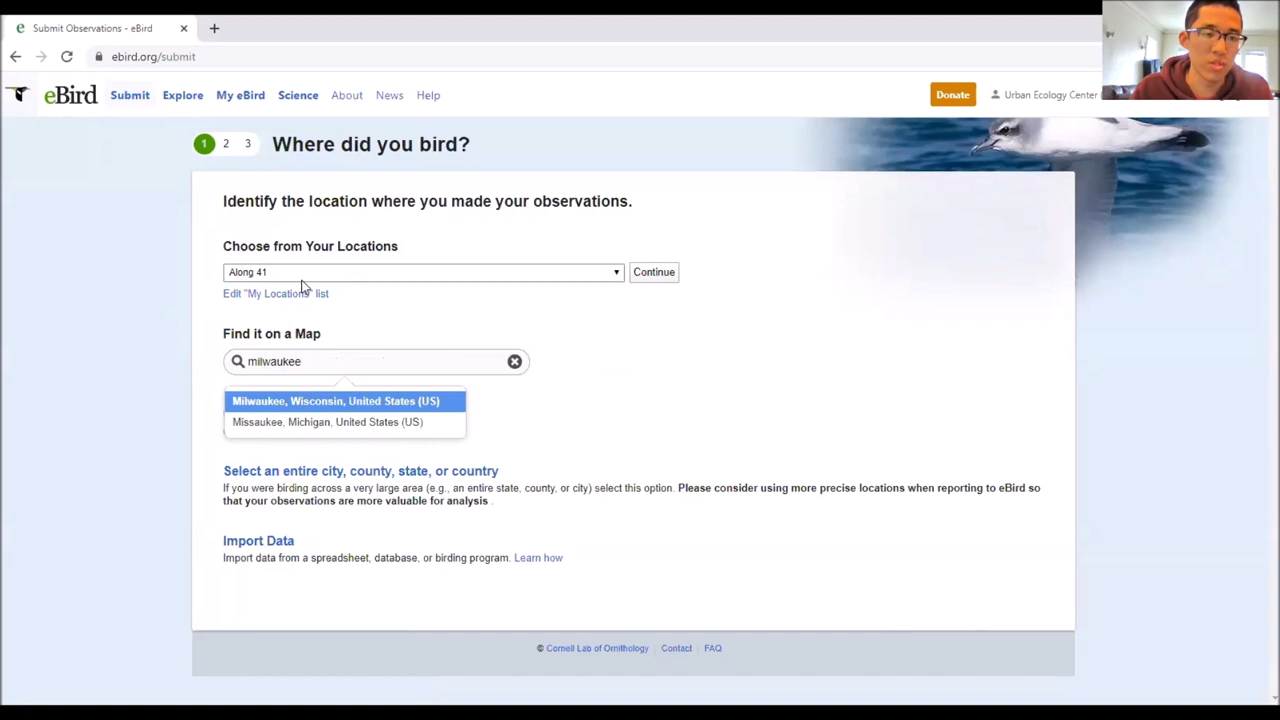 Submit Observations - eBird
ebird.org/submit
eBird Submit Explore My eBird Science About News Help Donate Urban Ecology Center
1 2 3 Where did you bird?
Identify the location where you made your observations.
Choose from Your Locations
Along 41 Continue
Edit "My Locations" list
Find it on a Map
milwaukee
Milwaukee, Wisconsin, United States (US)
Missaukee, Michigan, United States (US)
Select an entire city, county, state, or country
If you were birding across a very large area (e.g., an entire state, county, or city) select this option. Please consider using more precise locations when reporting to eBird so
that your observations are more valuable for analysis .
Import Data
Import data from a spreadsheet, database, or birding program. Learn how
© Cornell Lab of Ornithology Contact FAQ